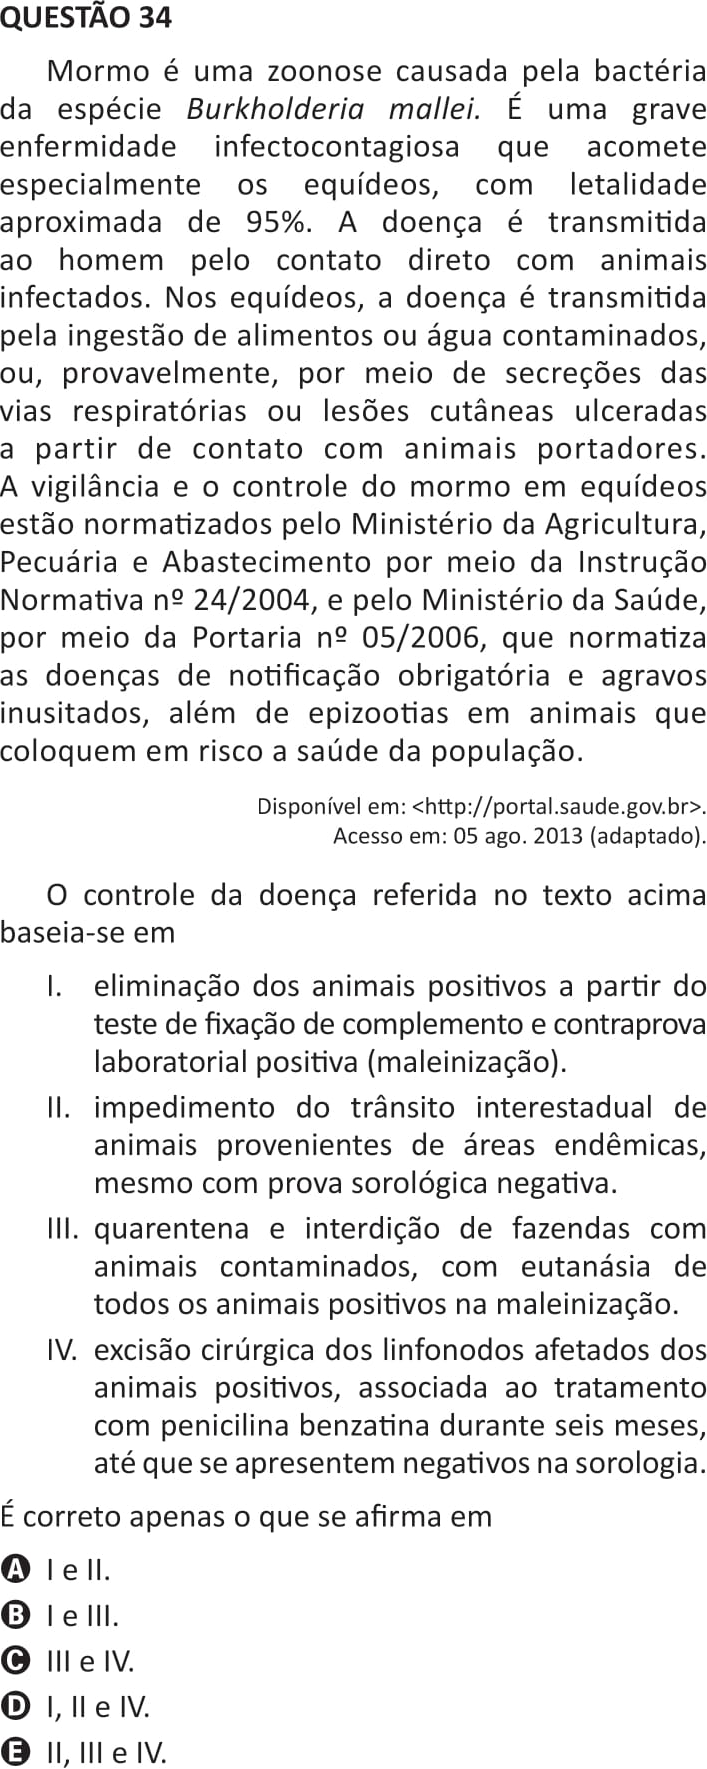 QUESTÃO 34
Mormo é uma zoonose causada pela bactéria
da espécie Burkholderia mallei. É uma grave
enfermidade infectocontagiosa que acomete
especialmente os equídeos, com letalidade
aproximada de 95%. A doença é transmitida
ao homem pelo contato direto com animais
infectados. Nos equídeos, a doença é transmitida
pela ingestão de alimentos ou água contaminados,
ou, provavelmente, por meio de secreções das
vias respiratórias ou lesões cutâneas ulceradas
a partir de contato com animais portadores.
A vigilância e o controle do mormo em equídeos
estão normatizados pelo Ministério da Agricultura,
Pecuária e Abastecimento por meio da Instrução
Normativa nº 24/2004, e pelo Ministério da Saúde,
por meio da Portaria nº 05/2006, que normatiza
as doenças de notificação obrigatória e agravos
inusitados, além de epizootias em animais que
coloquem em risco a saúde da população.
Disponível em: <http://portal.saude.gov.br>.
Acesso em: 05 ago. 2013 (adaptado).
O controle da doença referida no texto acima
baseia-se em
I. eliminação dos animais positivos a partir do
teste de fixação de complemento e contraprova
laboratorial positiva (maleinização).
II. impedimento do trânsito interestadual de
animais provenientes de áreas endêmicas,
mesmo com prova sorológica negativa.
III. quarentena e interdição de fazendas com
animais contaminados, com eutanásia de
todos os animais positivos na maleinização.
IV. excisão cirúrgica dos linfonodos afetados dos
animais positivos, associada ao tratamento
com penicilina benzatina durante seis meses,
até que se apresentem negativos na sorologia.
É correto apenas o que se afirma em
A I e II.
B I e III.
C III e IV.
D I, II e IV.
E II, III e IV.